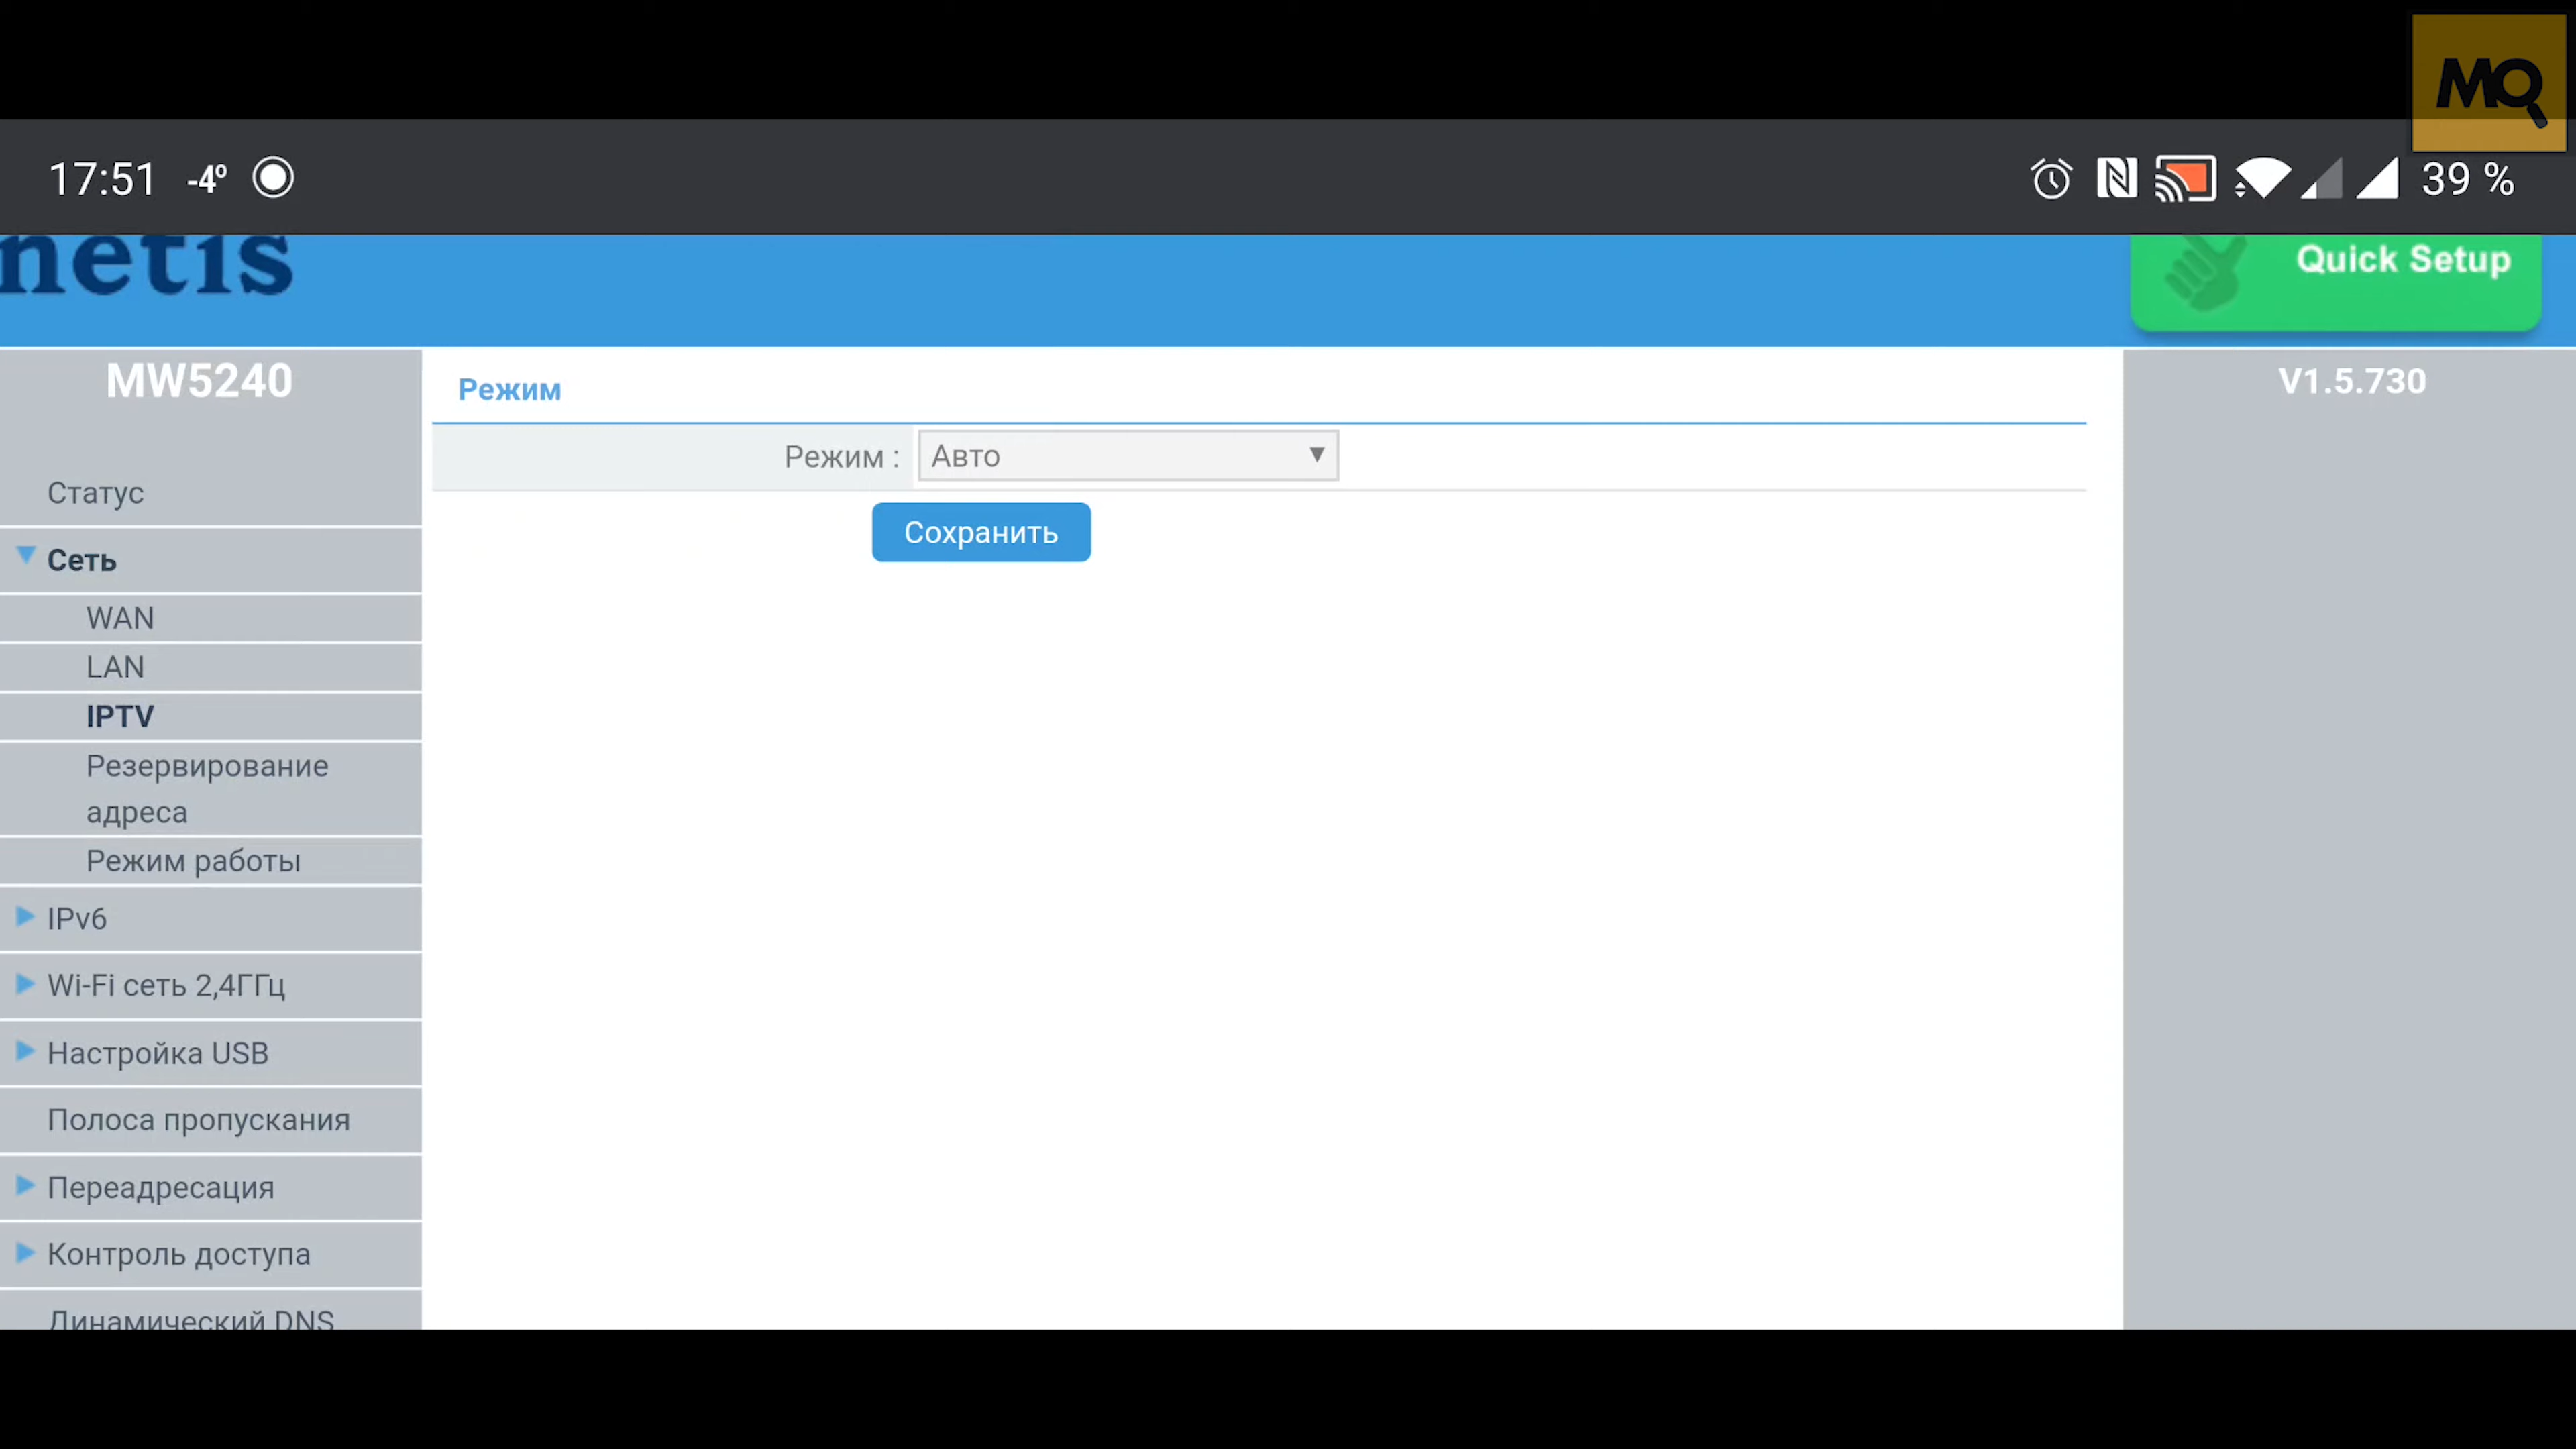 MQ
17:51 -4° 39 %
netis
Quick Setup
MW5240
Режим
V1.5.730
Режим : Авто
Сохранить
Статус
Сеть
WAN
LAN
IPTV
Резервирование
адреса
Режим работы
IPv6
Wi-Fi сеть 2,4ГГц
Настройка USB
Полоса пропускания
Переадресация
Контроль доступа
Динамический DNS